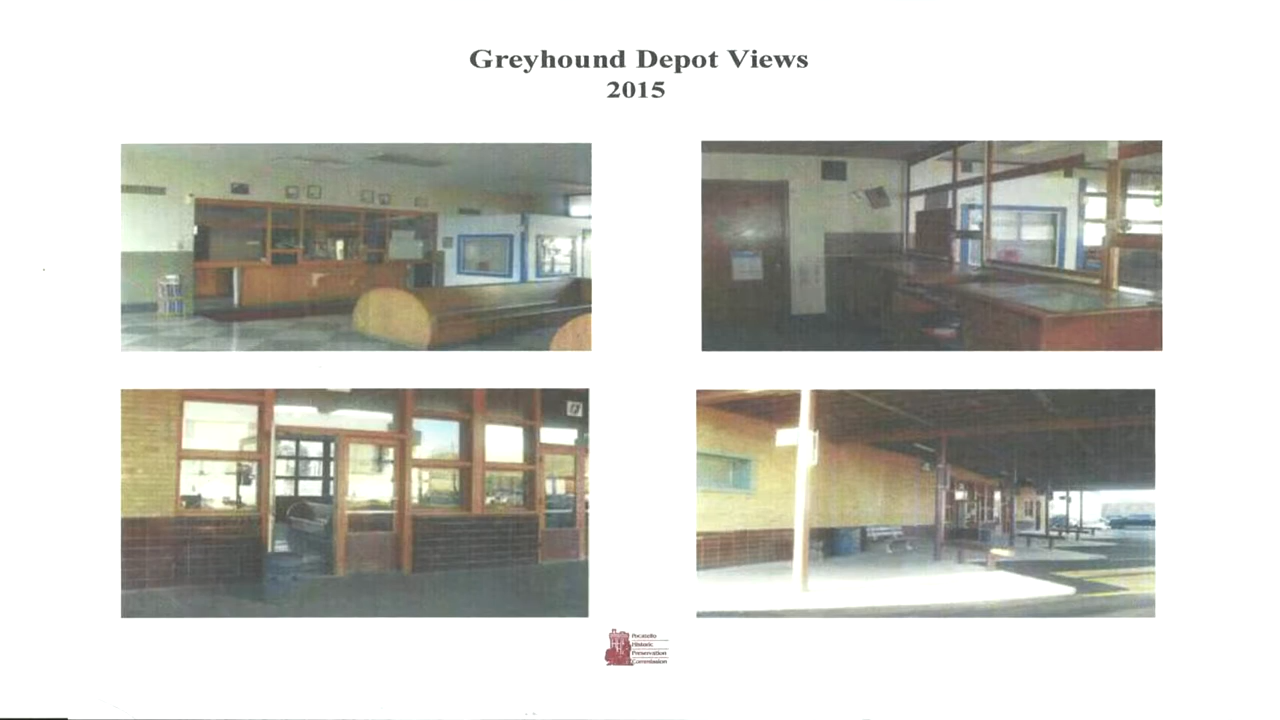 Greyhound Depot Views
2015
Pocatello
Historic
Preservation
Commission